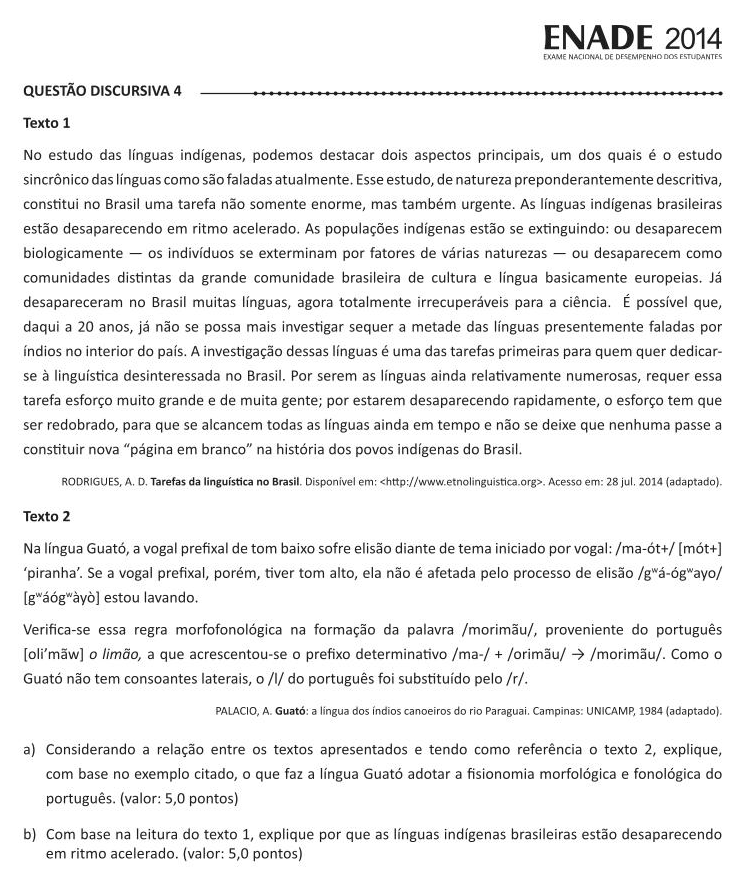 ENADE 2014
EXAME NACIONAL DE DESEMPENHO DOS ESTUDANTES
QUESTÃO DISCURSIVA 4
Texto 1
No estudo das línguas indígenas, podemos destacar dois aspectos principais, um dos quais é o estudo
sincrônico das línguas como são faladas atualmente. Esse estudo, de natureza preponderantemente descritiva,
constitui no Brasil uma tarefa não somente enorme, mas também urgente. As línguas indígenas brasileiras
estão desaparecendo em ritmo acelerado. As populações indígenas estão se extinguindo: ou desaparecem
biologicamente — os indivíduos se exterminam por fatores de várias naturezas — ou desaparecem como
comunidades distintas da grande comunidade brasileira de cultura e língua basicamente europeias. Já
desapareceram no Brasil muitas línguas, agora totalmente irrecuperáveis para a ciência. É possível que,
daqui a 20 anos, já não se possa mais investigar sequer a metade das línguas presentemente faladas por
índios no interior do país. A investigação dessas línguas é uma das tarefas primeiras para quem quer dedicar-
se à linguística desinteressada no Brasil. Por serem as línguas ainda relativamente numerosas, requer essa
tarefa esforço muito grande e de muita gente; por estarem desaparecendo rapidamente, o esforço tem que
ser redobrado, para que se alcancem todas as línguas ainda em tempo e não se deixe que nenhuma passe a
constituir nova “página em branco” na história dos povos indígenas do Brasil.
RODRIGUES, A. D. Tarefas da linguística no Brasil. Disponível em: <http://www.etnolinguistica.org>. Acesso em: 28 jul. 2014 (adaptado).
Texto 2
Na língua Guató, a vogal prefixal de tom baixo sofre elisão diante de tema iniciado por vogal: /ma-ót+/ [mót+]
‘piranha’. Se a vogal prefixal, porém, tiver tom alto, ela não é afetada pelo processo de elisão /gʷá-ógʷayo/
[gʷáógʷàyò] estou lavando.
Verifica-se essa regra morfofonológica na formação da palavra /morimãu/, proveniente do português
[oli’mãw] o limão, a que acrescentou-se o prefixo determinativo /ma-/ + /orimãu/ → /morimãu/. Como o
Guató não tem consoantes laterais, o /l/ do português foi substituído pelo /r/.
PALACIO, A. Guató: a língua dos índios canoeiros do rio Paraguai. Campinas: UNICAMP, 1984 (adaptado).
a) Considerando a relação entre os textos apresentados e tendo como referência o texto 2, explique,
com base no exemplo citado, o que faz a língua Guató adotar a fisionomia morfológica e fonológica do
português. (valor: 5,0 pontos)
b) Com base na leitura do texto 1, explique por que as línguas indígenas brasileiras estão desaparecendo
em ritmo acelerado. (valor: 5,0 pontos)